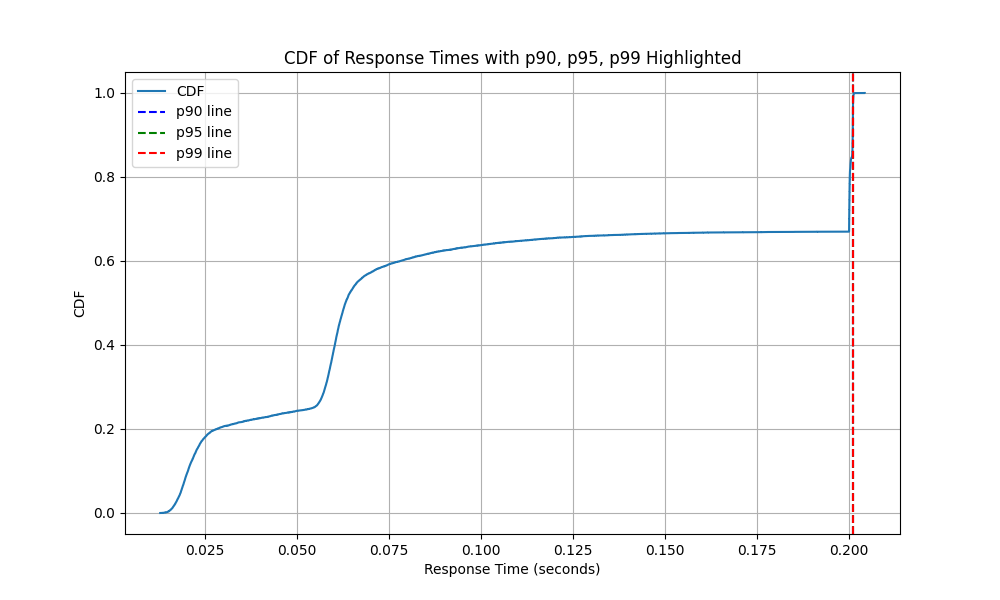 CDF of Response Times with p90, p95, p99 Highlighted
CDF
p90 line
p95 line
p99 line
1.0
0.8
0.6
0.4
0.2
0.0
CDF
0.025
0.050
0.075
0.100
0.125
0.150
0.175
0.200
Response Time (seconds)